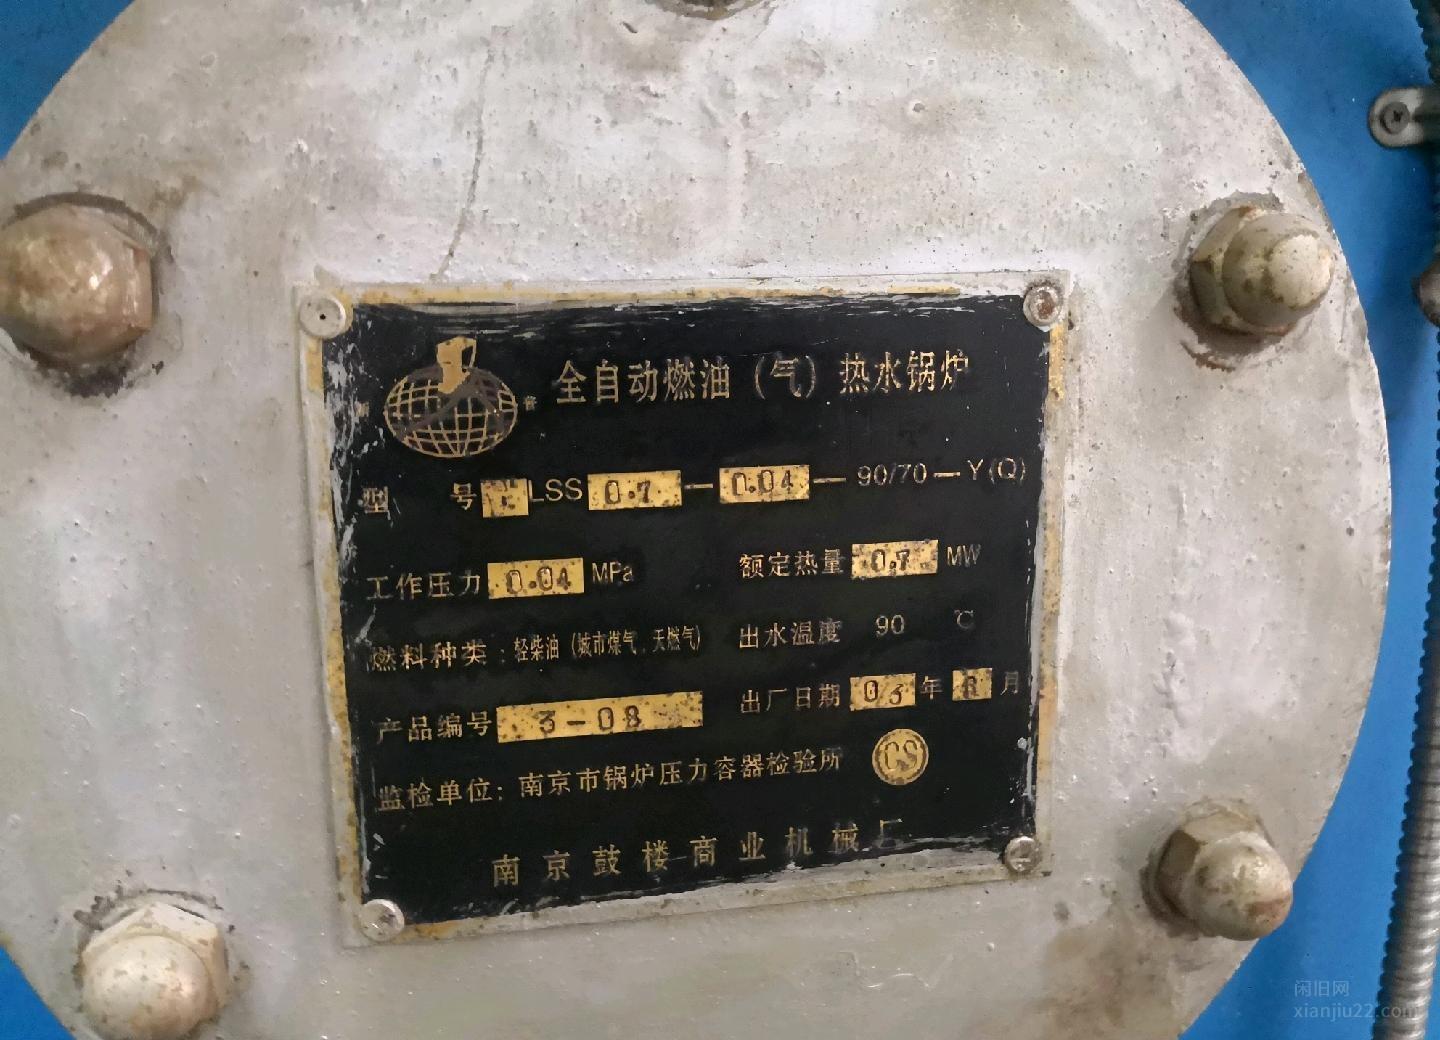 全自动燃油（气）热水锅炉
型 号 LSS 0.7 — 0.04 — 90/70 — Y(Q)
工作压力 0.04 MPa 额定热量 0.7 MW
燃料种类：轻柴油（城市煤气、天燃气） 出水温度 90 ℃
产品编号 3-08 出厂日期 03 年 月
监检单位：南京市锅炉压力容器检验所 CS
南京鼓楼商业机械厂
闲旧网
xianjiu22.com